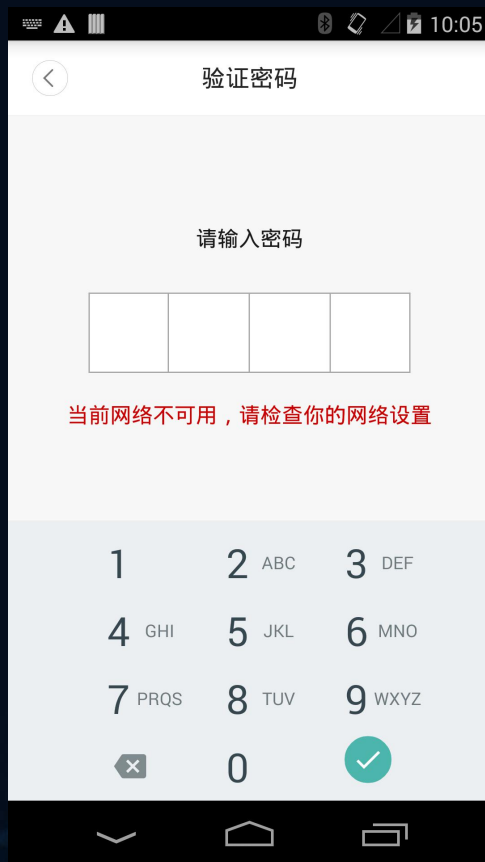 10:05
验证密码
请输入密码
当前网络不可用，请检查你的网络设置
1 2 ABC 3 DEF
4 GHI 5 JKL 6 MNO
7 PRQS 8 TUV 9 WXYZ
0